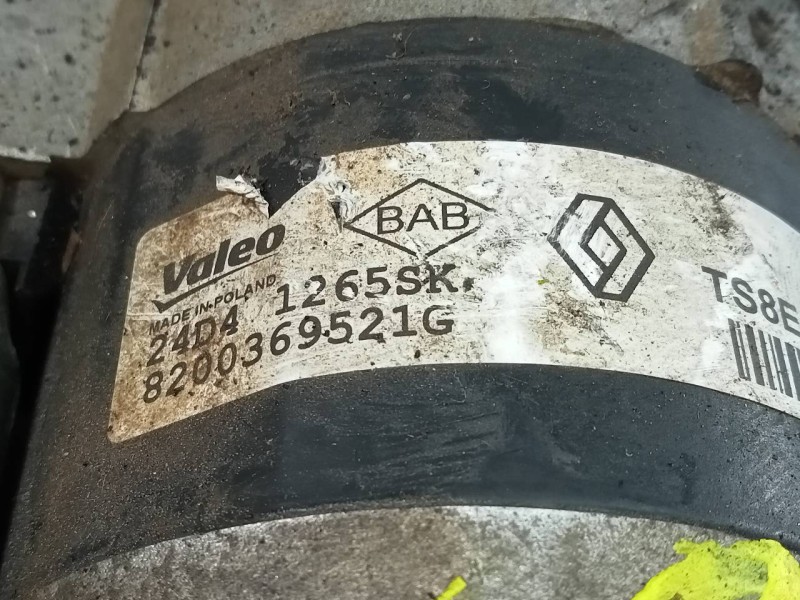 BAB
Valeo
MADE IN POLAND
24D4 1265SK.
8200369521G
TS8E